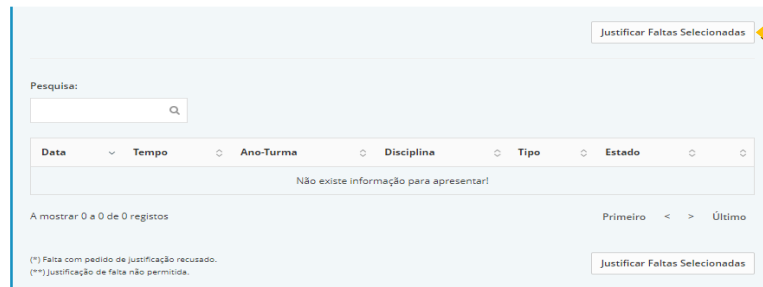 Justificar Faltas Selecionadas
Pesquisa:
Data Tempo Ano-Turma Disciplina Tipo Estado
Não existe informação para apresentar!
A mostrar 0 a 0 de 0 registos Primeiro < > Último
(*) Falta com pedido de justificação recusado.
(**) Justificação de falta não permitida.
Justificar Faltas Selecionadas